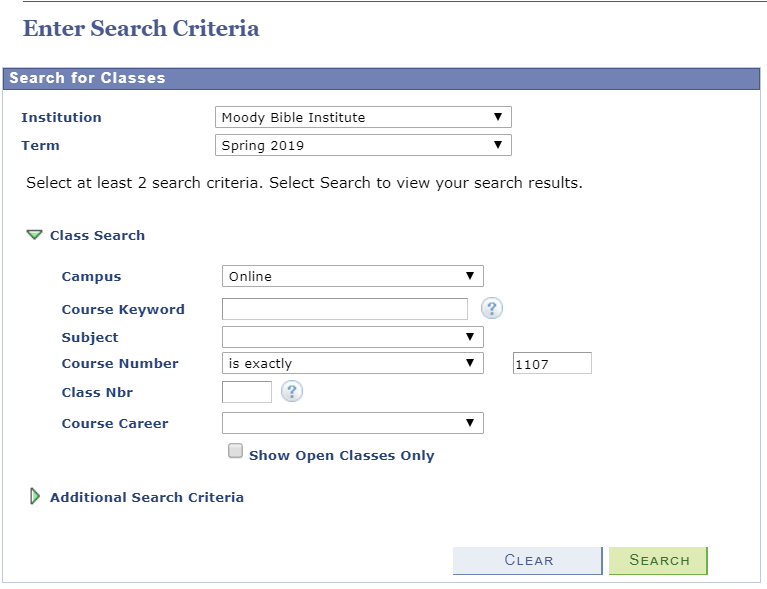 Enter Search Criteria
Search for Classes
Institution Moody Bible Institute
Term Spring 2019
Select at least 2 search criteria. Select Search to view your search results.
Class Search
Campus Online
Course Keyword ?
Subject
Course Number is exactly 1107
Class Nbr ?
Course Career
Show Open Classes Only
Additional Search Criteria
CLEAR SEARCH